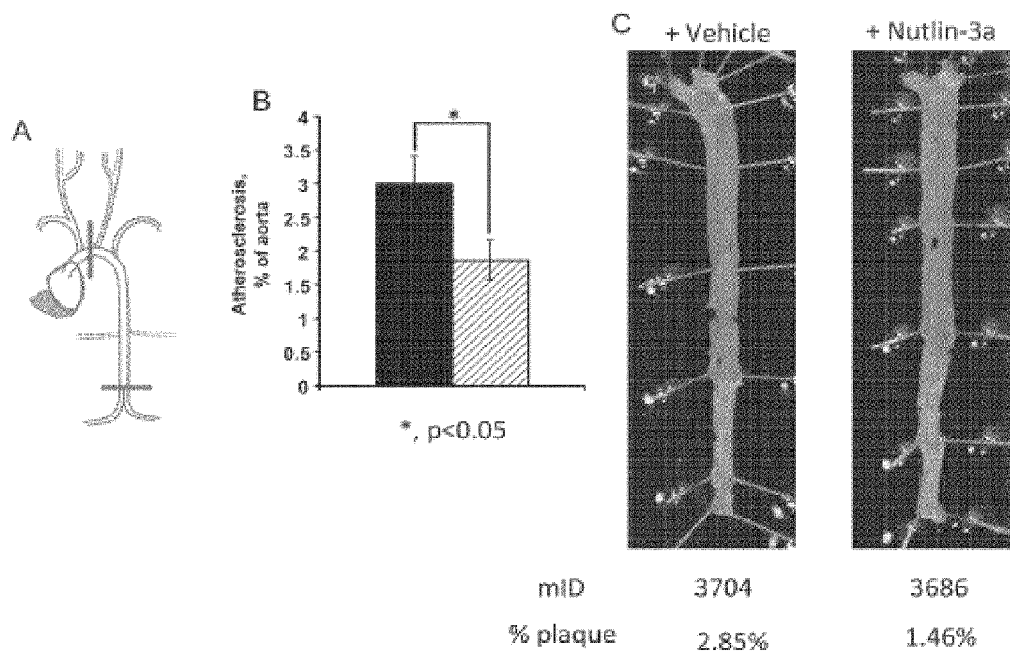 A
B
4
3.5
3
2.5
2
1.5
1
0.5
0
Atherosclerosis,
% of aorta
*
*, p<0.05
C
+ Vehicle
+ Nutlin-3a
mID
3704
3686
% plaque
2.85%
1.46%